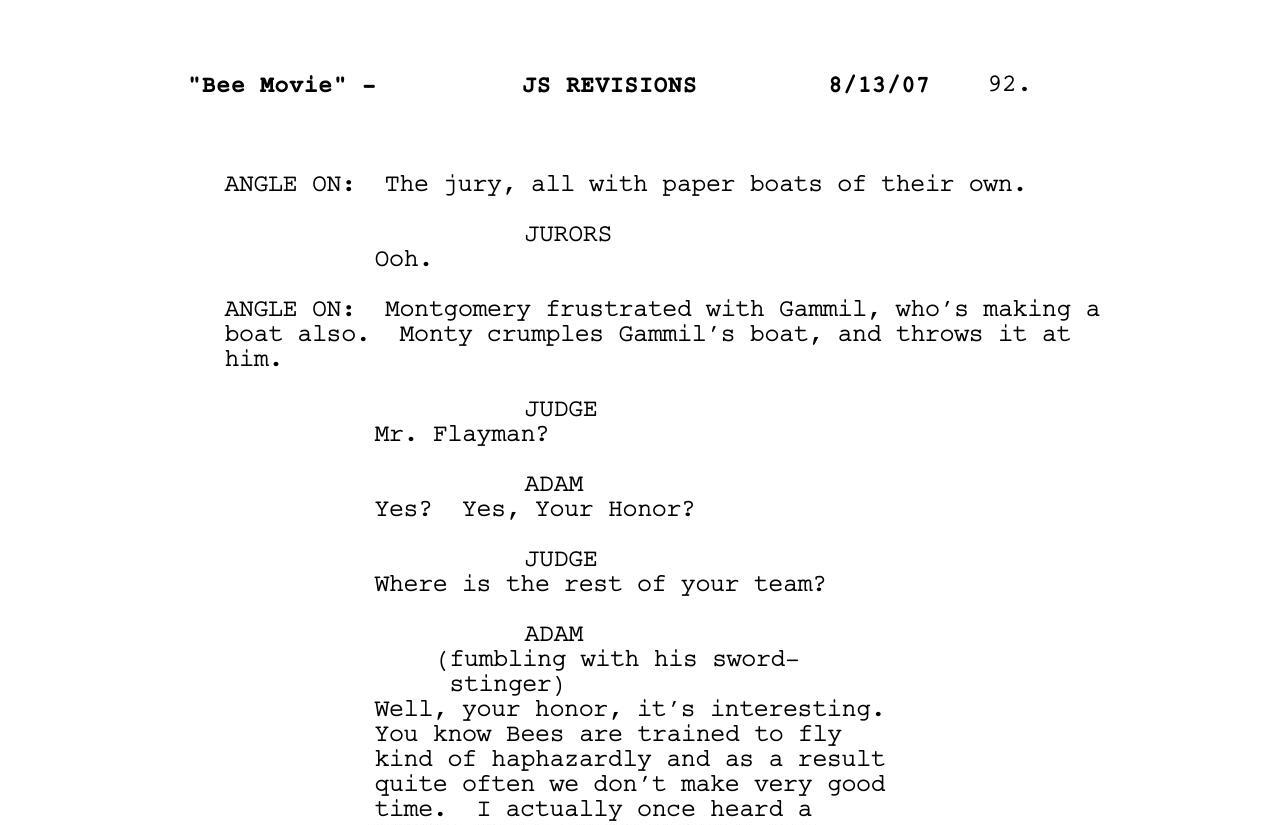 "Bee Movie" - JS REVISIONS 8/13/07 92.
ANGLE ON: The jury, all with paper boats of their own.
JURORS
Ooh.
ANGLE ON: Montgomery frustrated with Gammil, who's making a
boat also. Monty crumples Gammil's boat, and throws it at
him.
JUDGE
Mr. Flayman?
ADAM
Yes? Yes, Your Honor?
JUDGE
Where is the rest of your team?
ADAM
(fumbling with his sword-
stinger)
Well, your honor, it's interesting.
You know Bees are trained to fly
kind of haphazardly and as a result
quite often we don't make very good
time. I actually once heard a